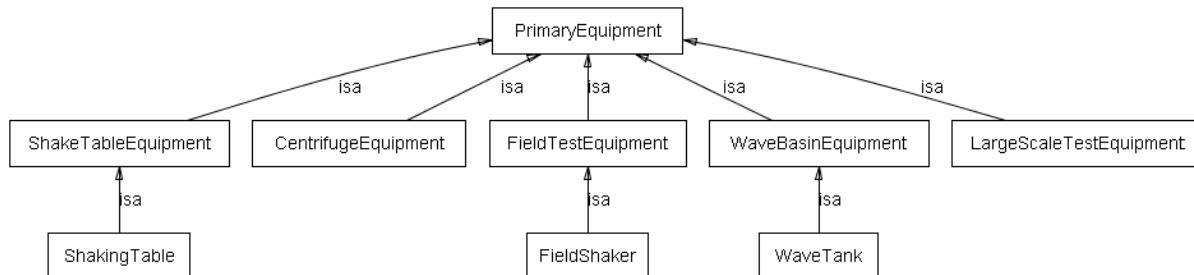 PrimaryEquipment
isa
isa
isa
isa
isa
ShakeTableEquipment
CentrifugeEquipment
FieldTestEquipment
WaveBasinEquipment
LargeScaleTestEquipment
isa
isa
isa
ShakingTable
FieldShaker
WaveTank